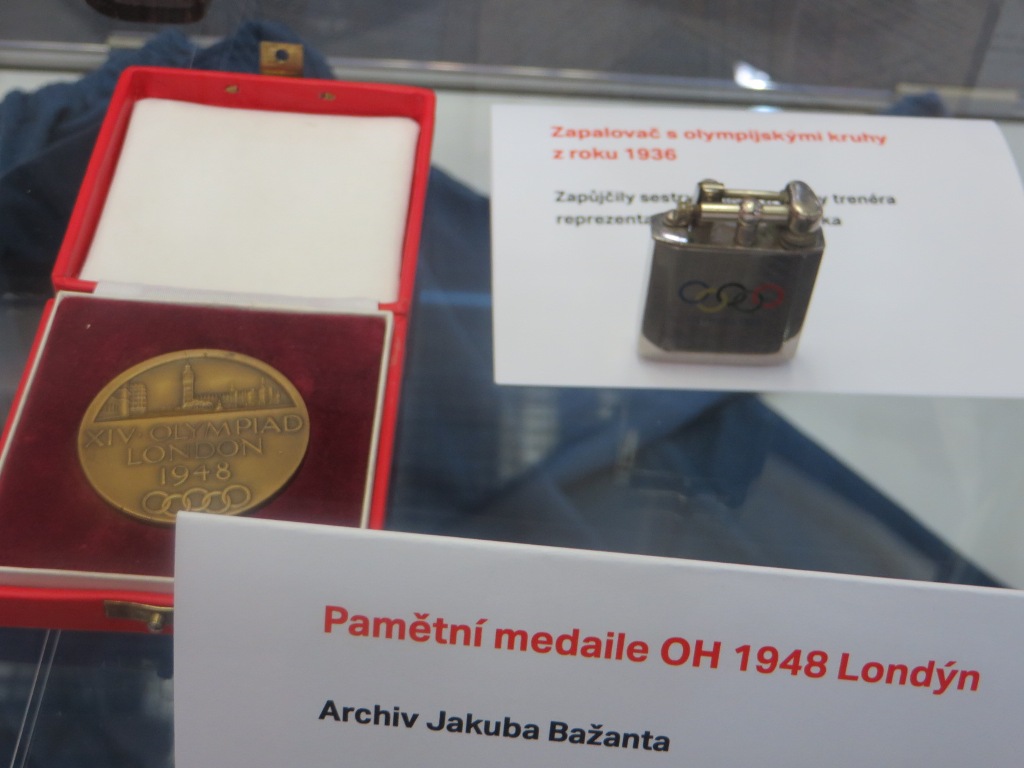 Zapalovač s olympijskými kruhy
z roku 1936
Zapůjčily trenéra
XIV·OLYMPIAD
LONDON
1948
Pamětní medaile OH 1948 Londýn
Archiv Jakuba Bažanta